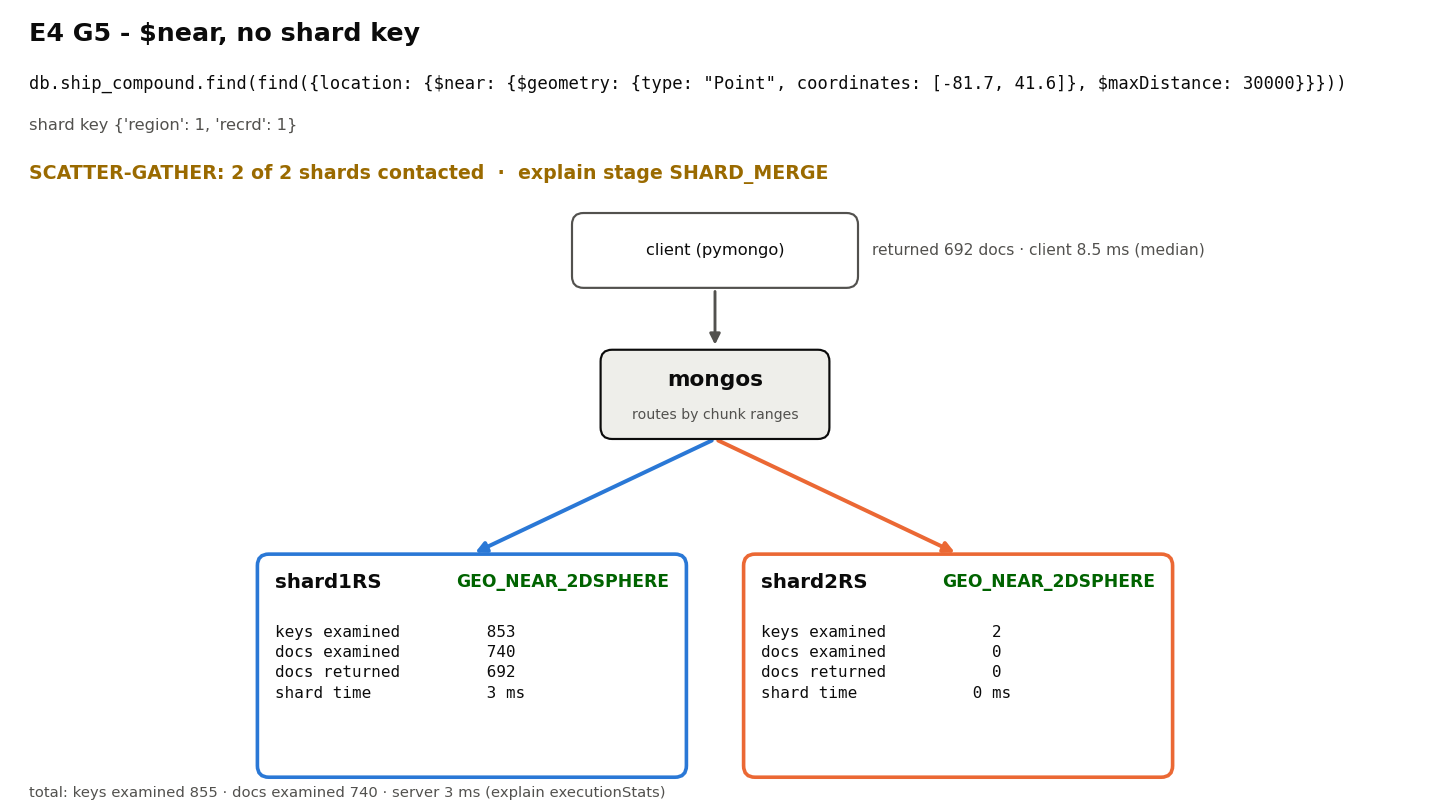 E4 G5 - $near, no shard key
db.ship_compound.find(find({location: {$near: {$geometry: {type: "Point", coordinates: [-81.7, 41.6]}, $maxDistance: 30000}}}))
shard key {'region': 1, 'recrd': 1}
SCATTER-GATHER: 2 of 2 shards contacted · explain stage SHARD_MERGE
client (pymongo)
returned 692 docs · client 8.5 ms (median)
mongos
routes by chunk ranges
shard1RS GEO_NEAR_2DSPHERE
keys examined 853
docs examined 740
docs returned 692
shard time 3 ms
shard2RS GEO_NEAR_2DSPHERE
keys examined 2
docs examined 0
docs returned 0
shard time 0 ms
total: keys examined 855 · docs examined 740 · server 3 ms (explain executionStats)